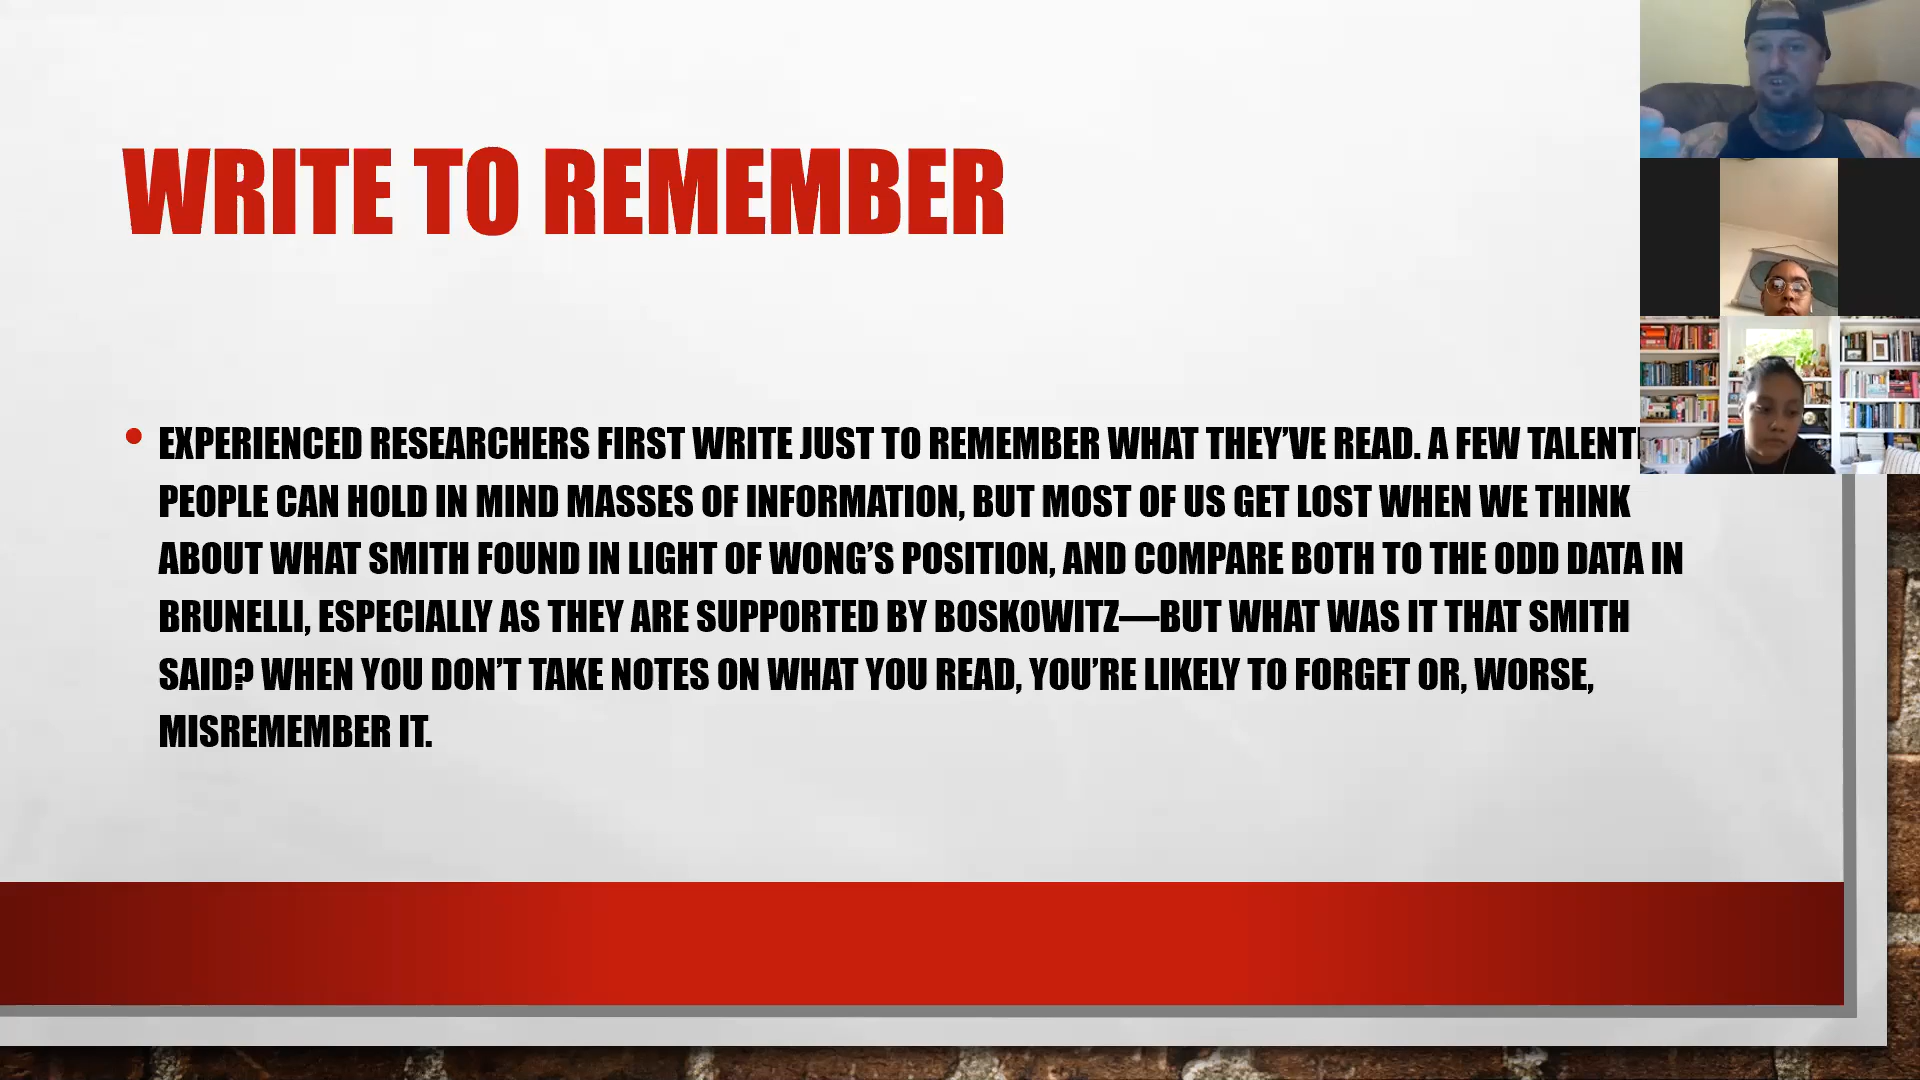 WRITE TO REMEMBER
• EXPERIENCED RESEARCHERS FIRST WRITE JUST TO REMEMBER WHAT THEY’VE READ. A FEW
PEOPLE CAN HOLD IN MIND MASSES OF INFORMATION, BUT MOST OF US GET LOST WHEN WE THINK
ABOUT WHAT SMITH FOUND IN LIGHT OF WONG’S POSITION, AND COMPARE BOTH TO THE ODD DATA IN
BRUNELLI, ESPECIALLY AS THEY ARE SUPPORTED BY BOSKOWITZ—BUT WHAT WAS IT THAT SMITH
SAID? WHEN YOU DON’T TAKE NOTES ON WHAT YOU READ, YOU’RE LIKELY TO FORGET OR, WORSE,
MISREMEMBER IT.